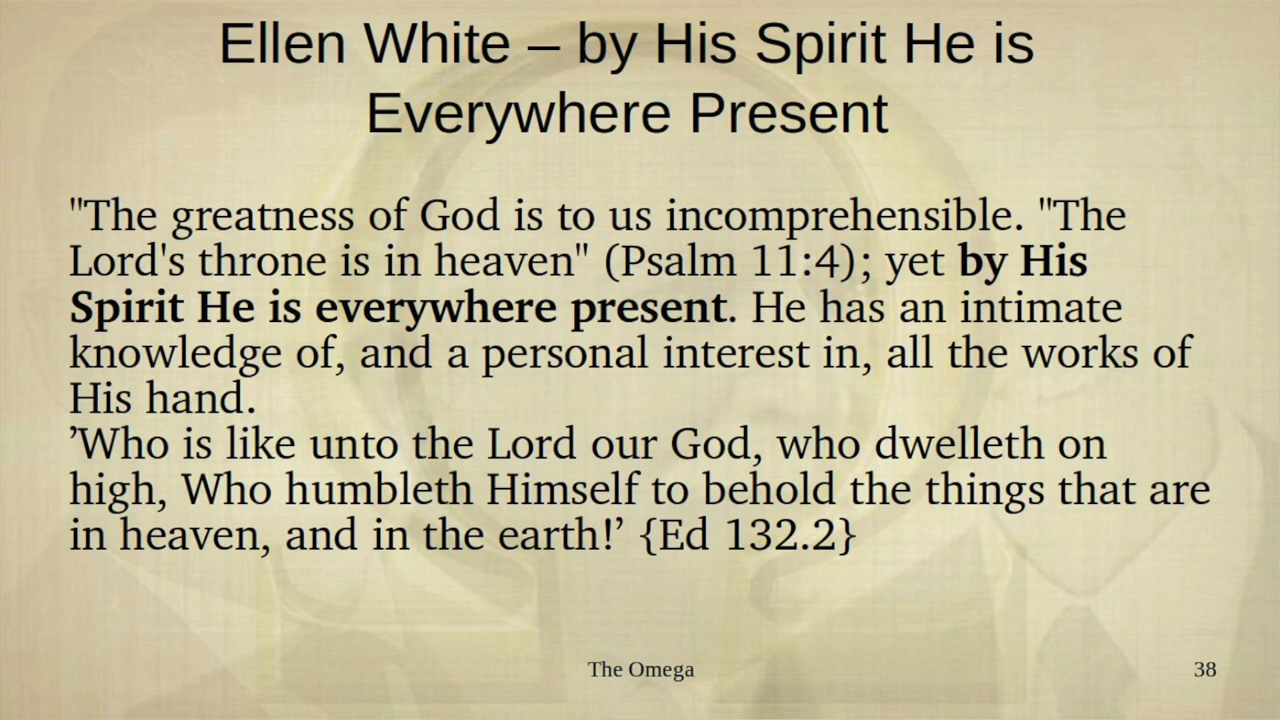 Ellen White – by His Spirit He is
Everywhere Present
"The greatness of God is to us incomprehensible. "The
Lord's throne is in heaven" (Psalm 11:4); yet by His
Spirit He is everywhere present. He has an intimate
knowledge of, and a personal interest in, all the works of
His hand.
’Who is like unto the Lord our God, who dwelleth on
high, Who humbleth Himself to behold the things that are
in heaven, and in the earth!’ {Ed 132.2}
The Omega
38